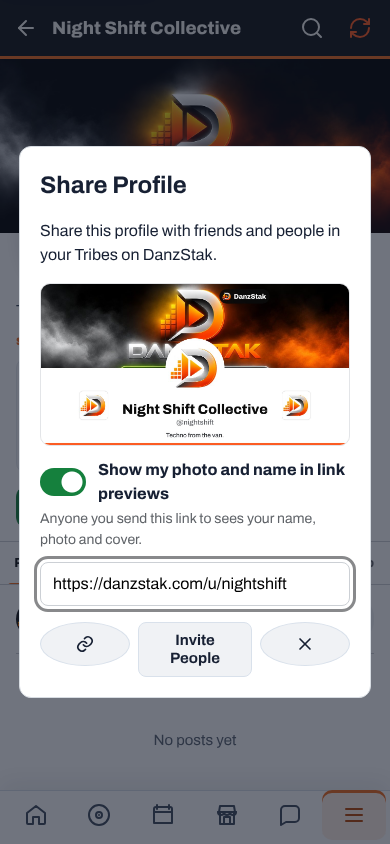 Night Shift Collective
Share Profile
Share this profile with friends and people in
your Tribes on DanzStak.
DanzStak
DANZSTAK
Night Shift Collective
@nightshift
Techno from the van.
Show my photo and name in link
previews
Anyone you send this link to sees your name,
photo and cover.
https://danzstak.com/u/nightshift
Invite
People
No posts yet